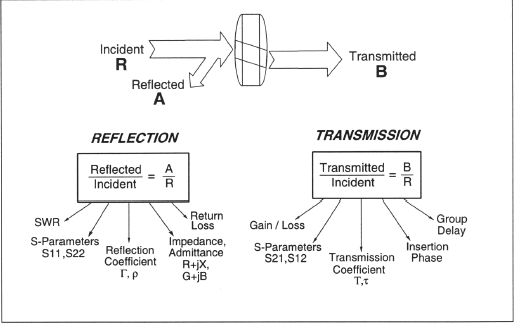 Incident
R
Reflected
A
Transmitted
B
REFLECTION
Reflected
Incident
=
A
R
SWR
S-Parameters
S11,S22
Reflection
Coefficient
Γ, ρ
Impedance,
Admittance
R+jX,
G+jB
Return
Loss
TRANSMISSION
Transmitted
Incident
=
B
R
Gain / Loss
S-Parameters
S21,S12
Transmission
Coefficient
T,τ
Insertion
Phase
Group
Delay